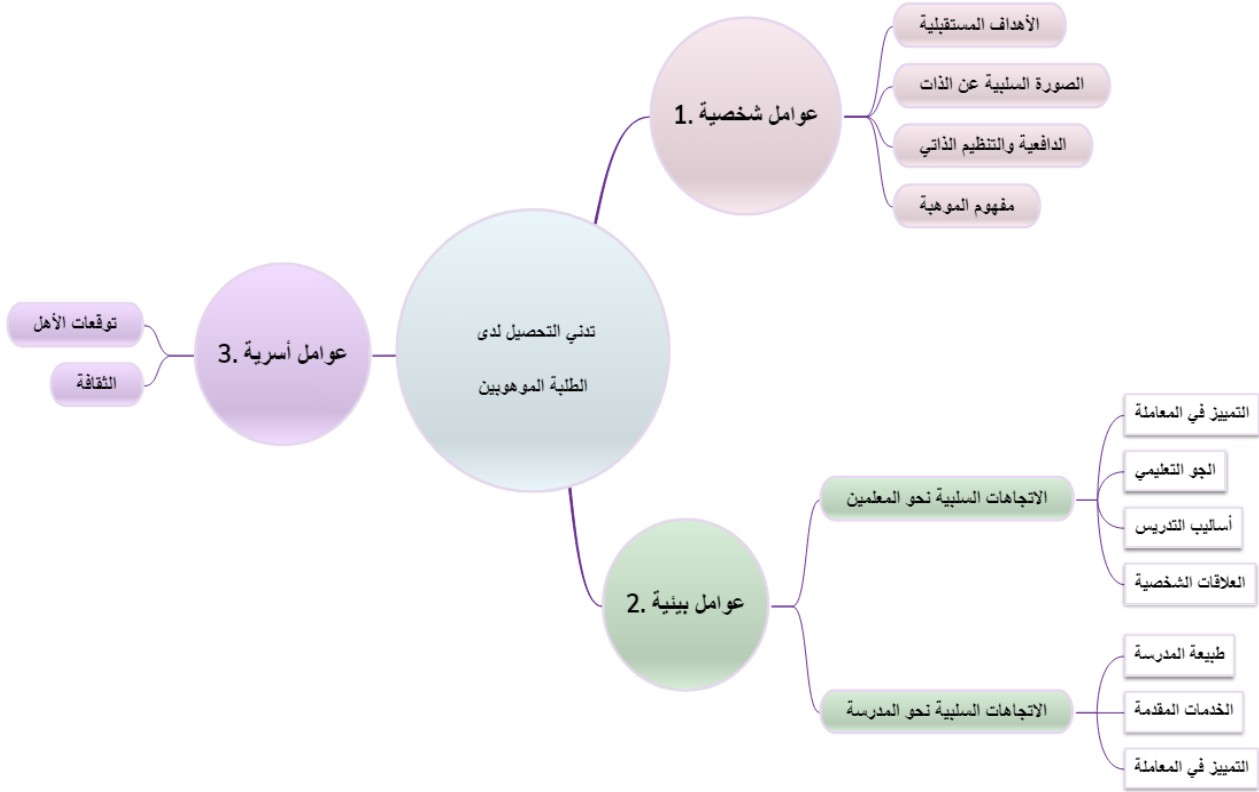 تدني التحصيل لدى
الطلبة الموهوبين
1. عوامل شخصية
الأهداف المستقبلية
الصورة السلبية عن الذات
الدافعية والتنظيم الذاتي
مفهوم الموهبة
2. عوامل بيئية
الاتجاهات السلبية نحو المعلمين
التمييز في المعاملة
الجو التعليمي
أساليب التدريس
العلاقات الشخصية
الاتجاهات السلبية نحو المدرسة
طبيعة المدرسة
الخدمات المقدمة
التمييز في المعاملة
3. عوامل أسرية
توقعات الأهل
الثقافة